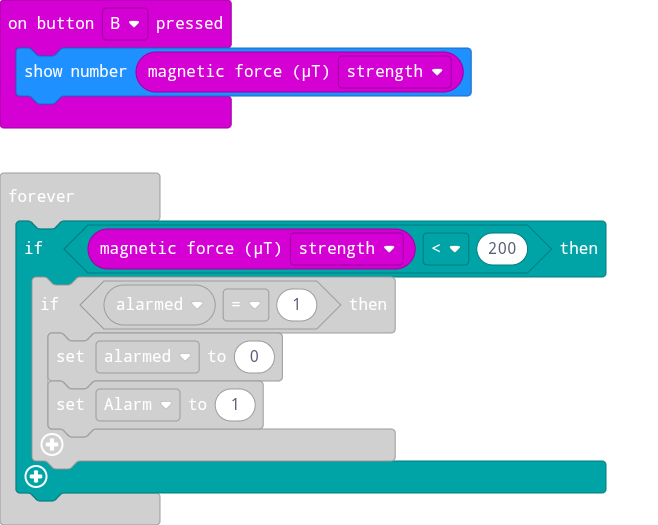 on button B pressed
show number magnetic force (µT) strength
forever
if magnetic force (µT) strength < 200 then
if alarmed = 1 then
set alarmed to 0
set Alarm to 1